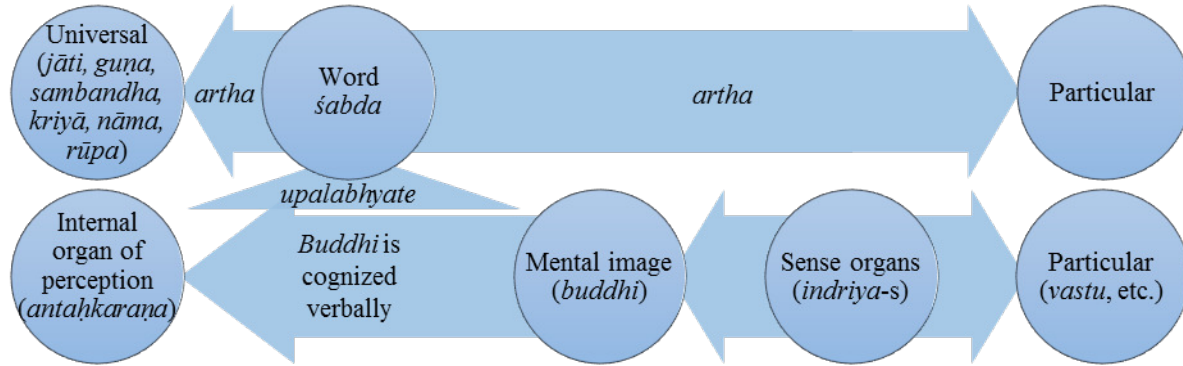 Universal
(jāti, guṇa,
sambandha,
kriyā, nāma,
rūpa)
artha
Word
śabda
artha
Particular
upalabhyate
Internal
organ of
perception
(antaḥkaraṇa)
Buddhi is
cognized
verbally
Mental image
(buddhi)
Sense organs
(indriya-s)
Particular
(vastu, etc.)